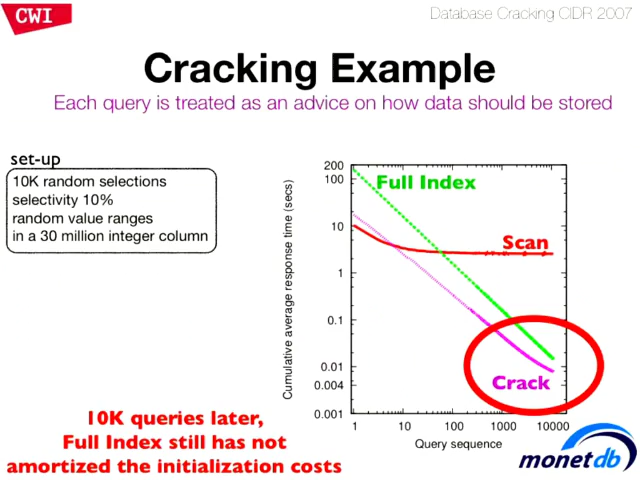 CWI
Database Cracking CIDR 2007
Cracking Example
Each query is treated as an advice on how data should be stored
set-up
10K random selections
selectivity 10%
random value ranges
in a 30 million integer column
Cumulative average response time (secs)
200
100
10
1
0.1
0.01
0.004
0.001
Full Index
Scan
Crack
1
10
100
1000
10000
Query sequence
10K queries later,
Full Index still has not
amortized the initialization costs
monetdb